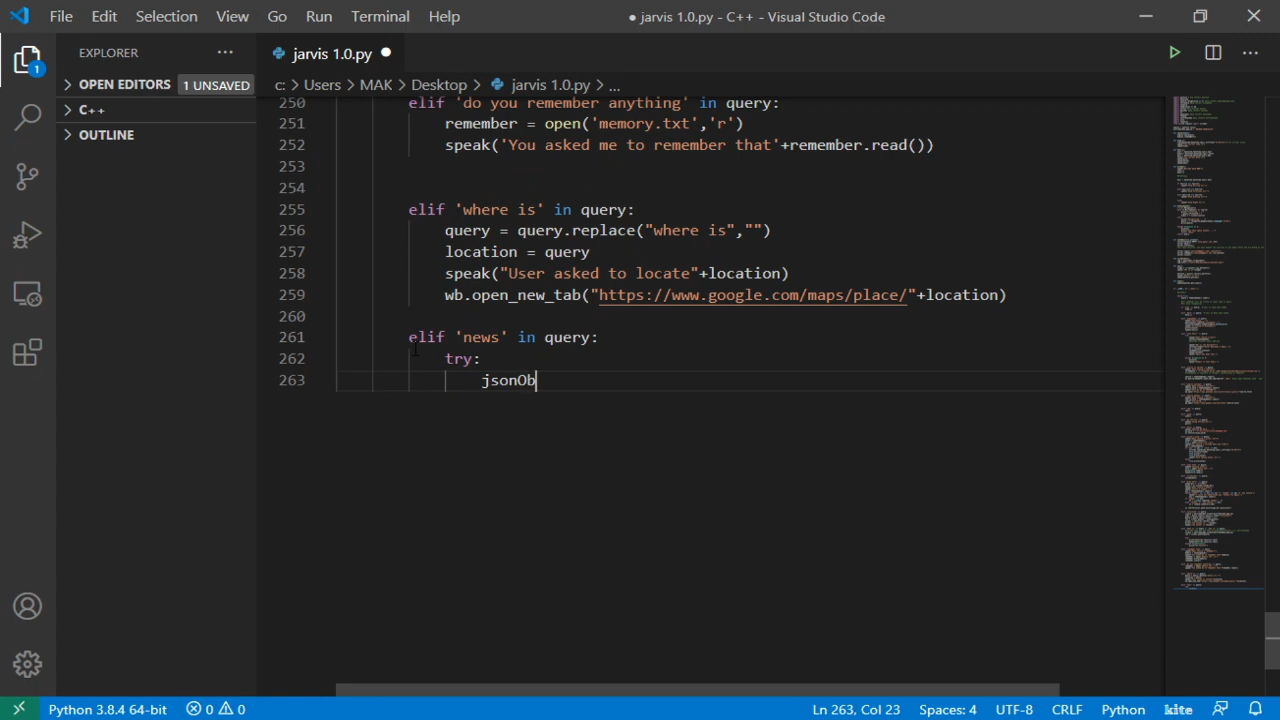 File Edit Selection View Go Run Terminal Help ● jarvis 1.0.py - C++ - Visual Studio Code
EXPLORER ...
jarvis 1.0.py
OPEN EDITORS 1 UNSAVED
C++
OUTLINE
1
c: > Users > MAK > Desktop > jarvis 1.0.py > ...
250 elif 'do you remember anything' in query:
251 remember = open('memory.txt','r')
252 speak('You asked me to remember that'+remember.read())
253
254
255 elif 'where is' in query:
256 query = query.replace("where is","")
257 location = query
258 speak("User asked to locate"+location)
259 wb.open_new_tab("https://www.google.com/maps/place/"+location)
260
261 elif 'news' in query:
262 try:
263 jsonOb
Python 3.8.4 64-bit 0 0 Ln 263, Col 23 Spaces: 4 UTF-8 CRLF Python kite